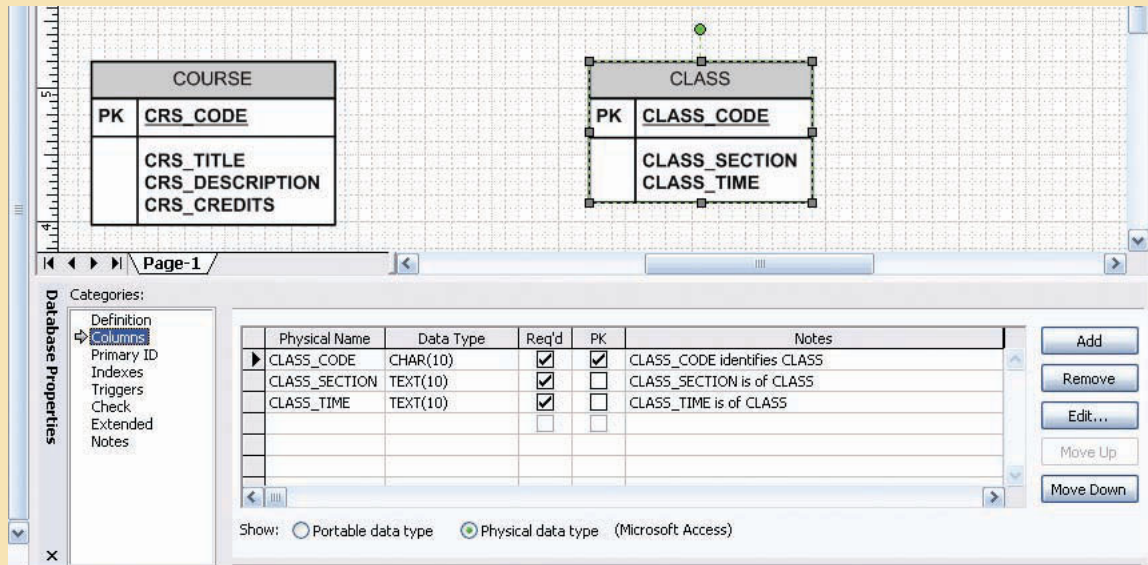 5
4
COURSE
PK CRS_CODE
CRS_TITLE
CRS_DESCRIPTION
CRS_CREDITS
CLASS
PK CLASS_CODE
CLASS_SECTION
CLASS_TIME
Page-1
Database Properties
X
Categories:
Definition
Columns
Primary ID
Indexes
Triggers
Check
Extended
Notes
Physical Name Data Type Req'd PK Notes
CLASS_CODE CHAR(10) CLASS_CODE identifies CLASS
CLASS_SECTION TEXT(10) CLASS_SECTION is of CLASS
CLASS_TIME TEXT(10) CLASS_TIME is of CLASS
Add
Remove
Edit...
Move Up
Move Down
Show: Portable data type Physical data type (Microsoft Access)